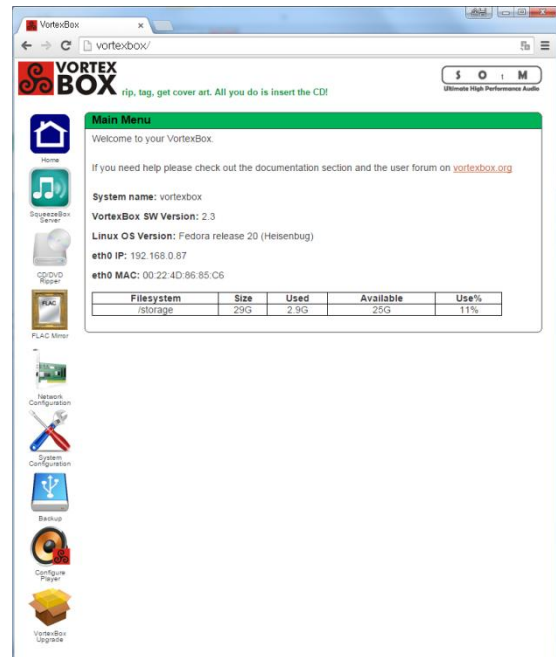 VortexBox
vortexbox/
VORTEX
BOX rip, tag, get cover art. All you do is insert the CD!
S O t M
Ultimate High Performance Audio
Main Menu
Welcome to your VortexBox.
If you need help please check out the documentation section and the user forum on vortexbox.org
System name: vortexbox
VortexBox SW Version: 2.3
Linux OS Version: Fedora release 20 (Heisenbug)
eth0 IP: 192.168.0.87
eth0 MAC: 00:22:4D:86:85:C6
Filesystem Size Used Available Use%
/storage 29G 2.9G 25G 11%
Home
SqueezeBox
Server
CD/DVD
Ripper
FLAC
FLAC Mirror
Network
Configuration
System
Configuration
Backup
Configure
Player
VortexBox
Upgrade